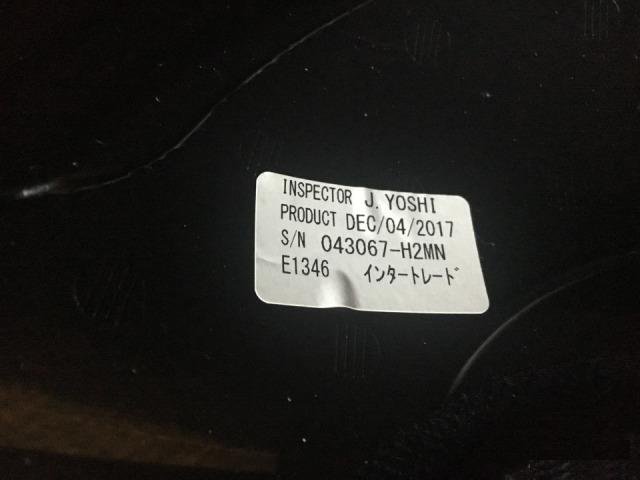 INSPECTOR J. YOSHI
PRODUCT DEC/04/2017
S/N 043067-H2MN
E1346 インタートレード